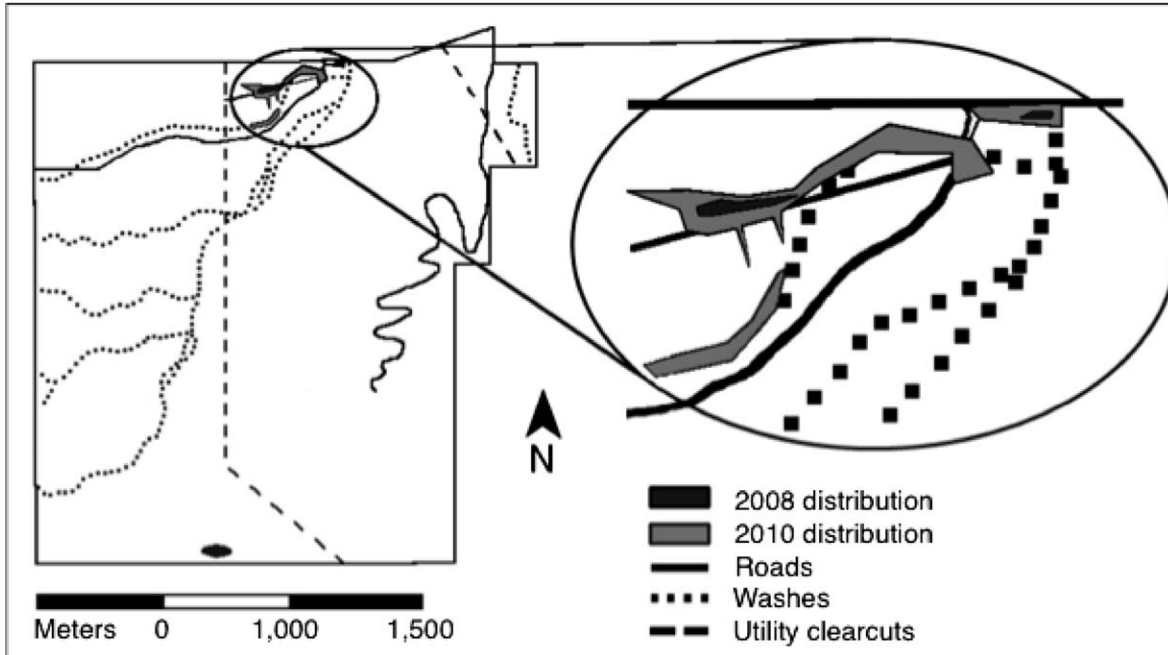 N
2008 distribution
2010 distribution
Roads
Washes
Utility clearcuts
Meters 0 1,000 1,500